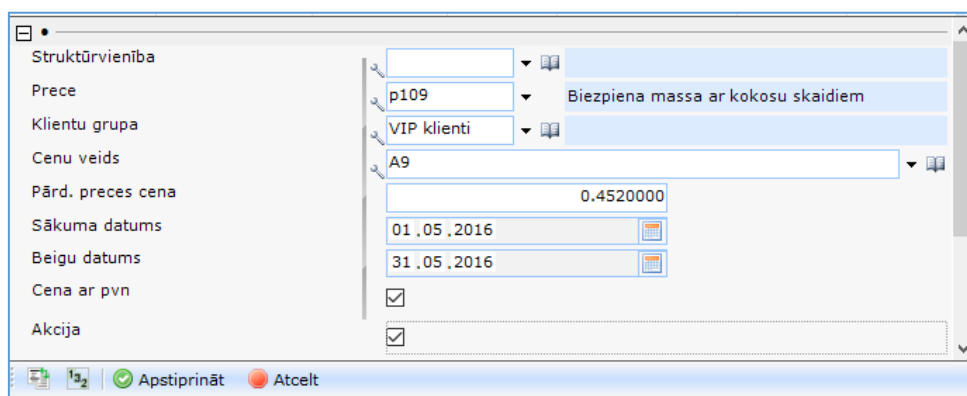 Struktūrvienība
Prece p109 Biezpiena massa ar kokosu skaidiem
Klientu grupa VIP klienti
Cenu veids A9
Pārd. preces cena 0.4520000
Sākuma datums 01.05.2016
Beigu datums 31.05.2016
Cena ar pvn
Akcija
Apstiprināt Atcelt